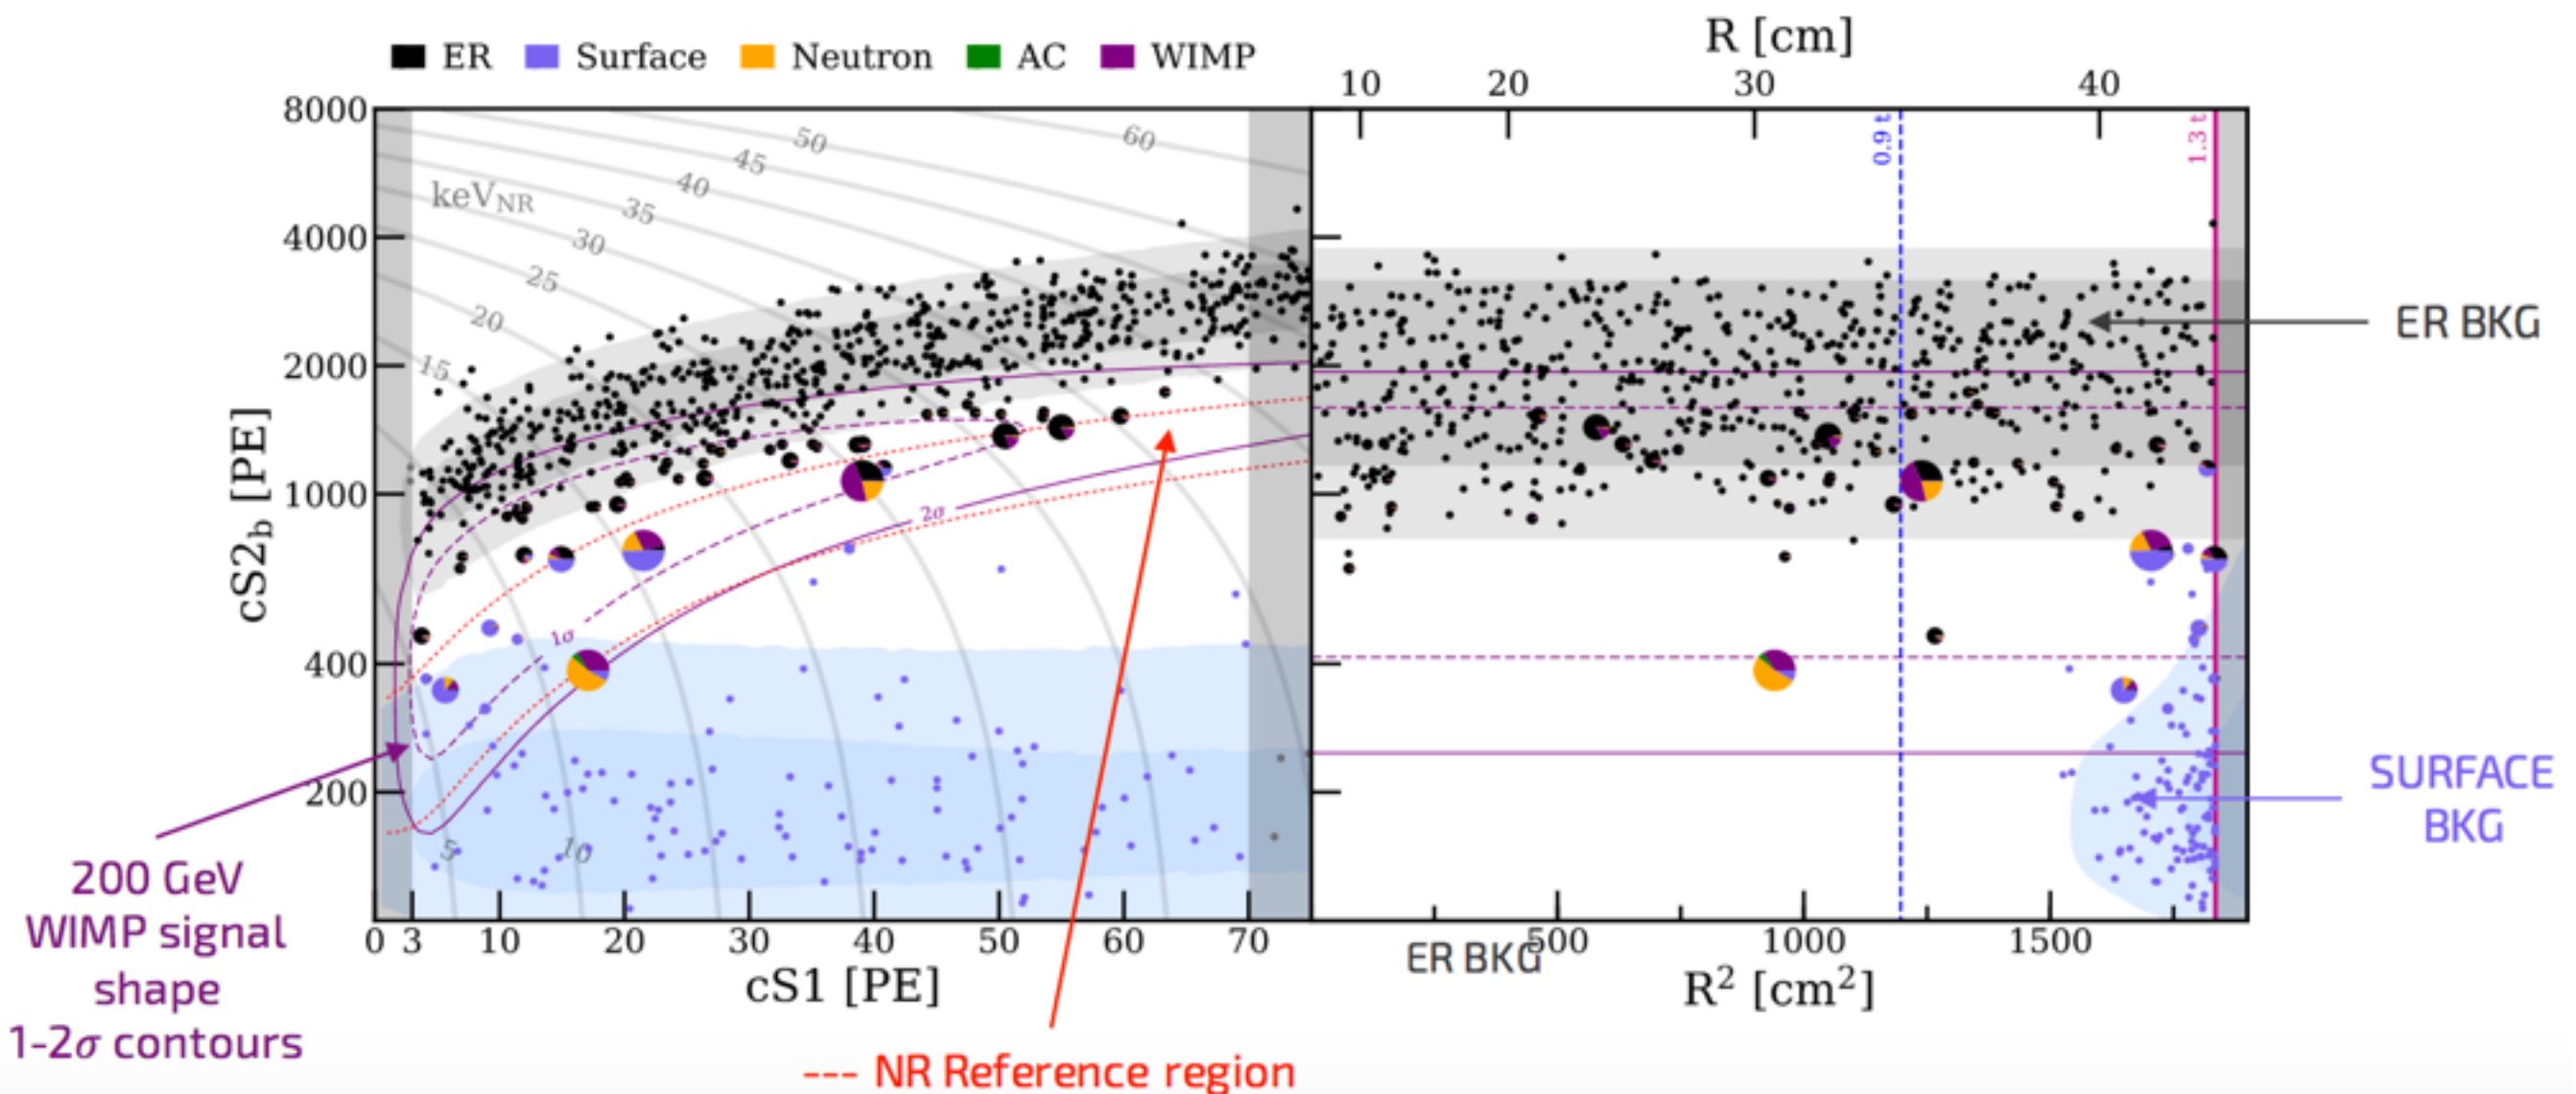 ER Surface Neutron AC WIMP
R [cm]
10 20 30 40
8000
4000
2000
1000
400
200
cS2b [PE]
keVNR
15
20
25
30
35
40
45
50
60
5
10
1σ
2σ
0 3 10 20 30 40 50 60 70
cS1 [PE]
0.9 t
1.3 t
500 1000 1500
R² [cm²]
ER BKG
ER BKG
SURFACE
BKG
200 GeV
WIMP signal
shape
1-2σ contours
--- NR Reference region